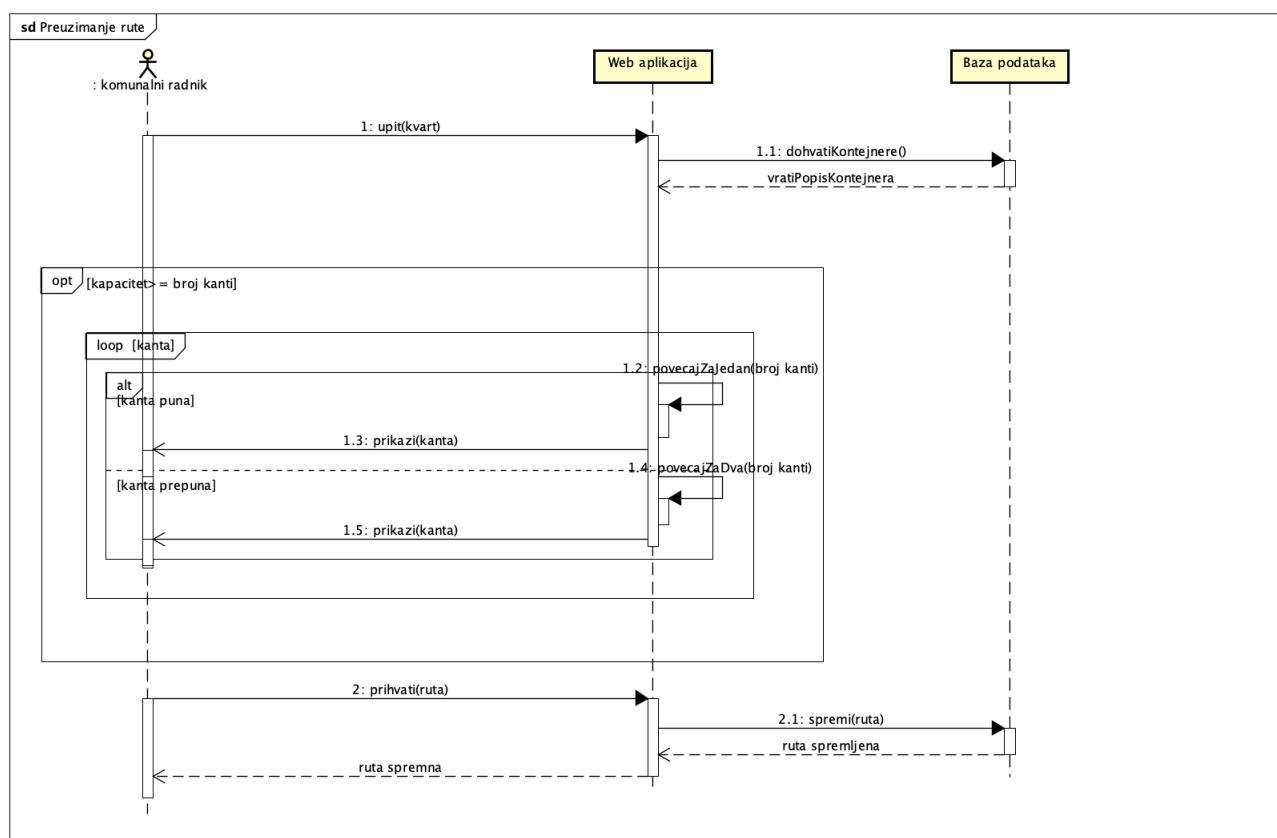 sd Preuzimanje rute
: komunalni radnik
Web aplikacija
Baza podataka
1: upit(kvart)
1.1: dohvatiKontejnere()
vratiPopisKontejnera
opt [kapacitet>= broj kanti]
loop [kanta]
1.2: povecajZaJedan(broj kanti)
alt
[kanta puna]
1.3: prikazi(kanta)
1.4: povecajZaDva(broj kanti)
[kanta prepuna]
1.5: prikazi(kanta)
2: prihvati(ruta)
2.1: spremi(ruta)
ruta spremljena
ruta spremna